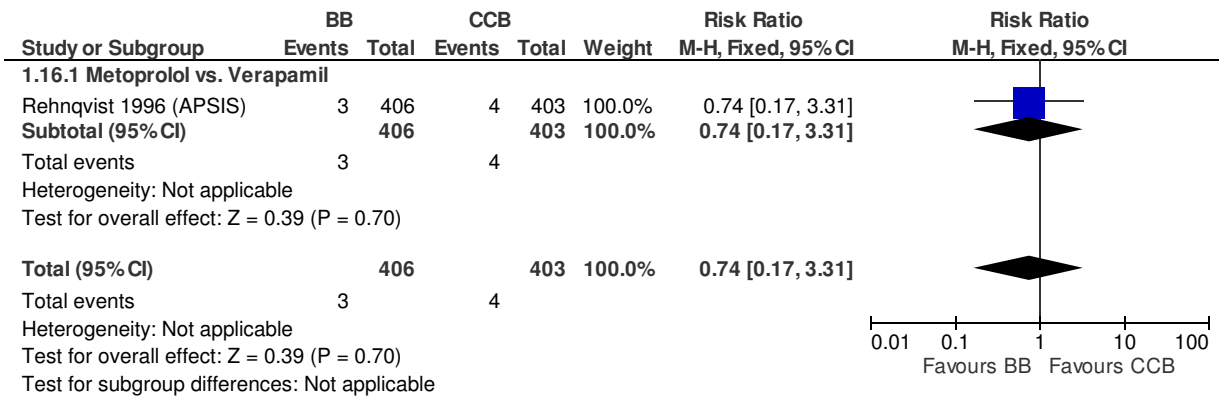 BB CCB Risk Ratio Risk Ratio
Study or Subgroup Events Total Events Total Weight M-H, Fixed, 95% CI M-H, Fixed, 95% CI
1.16.1 Metoprolol vs. Verapamil
Rehnqvist 1996 (APSIS) 3 406 4 403 100.0% 0.74 [0.17, 3.31]
Subtotal (95% CI) 406 403 100.0% 0.74 [0.17, 3.31]
Total events 3 4
Heterogeneity: Not applicable
Test for overall effect: Z = 0.39 (P = 0.70)
Total (95% CI) 406 403 100.0% 0.74 [0.17, 3.31]
Total events 3 4
Heterogeneity: Not applicable
Test for overall effect: Z = 0.39 (P = 0.70)
Test for subgroup differences: Not applicable
0.01 0.1 1 10 100
Favours BB Favours CCB